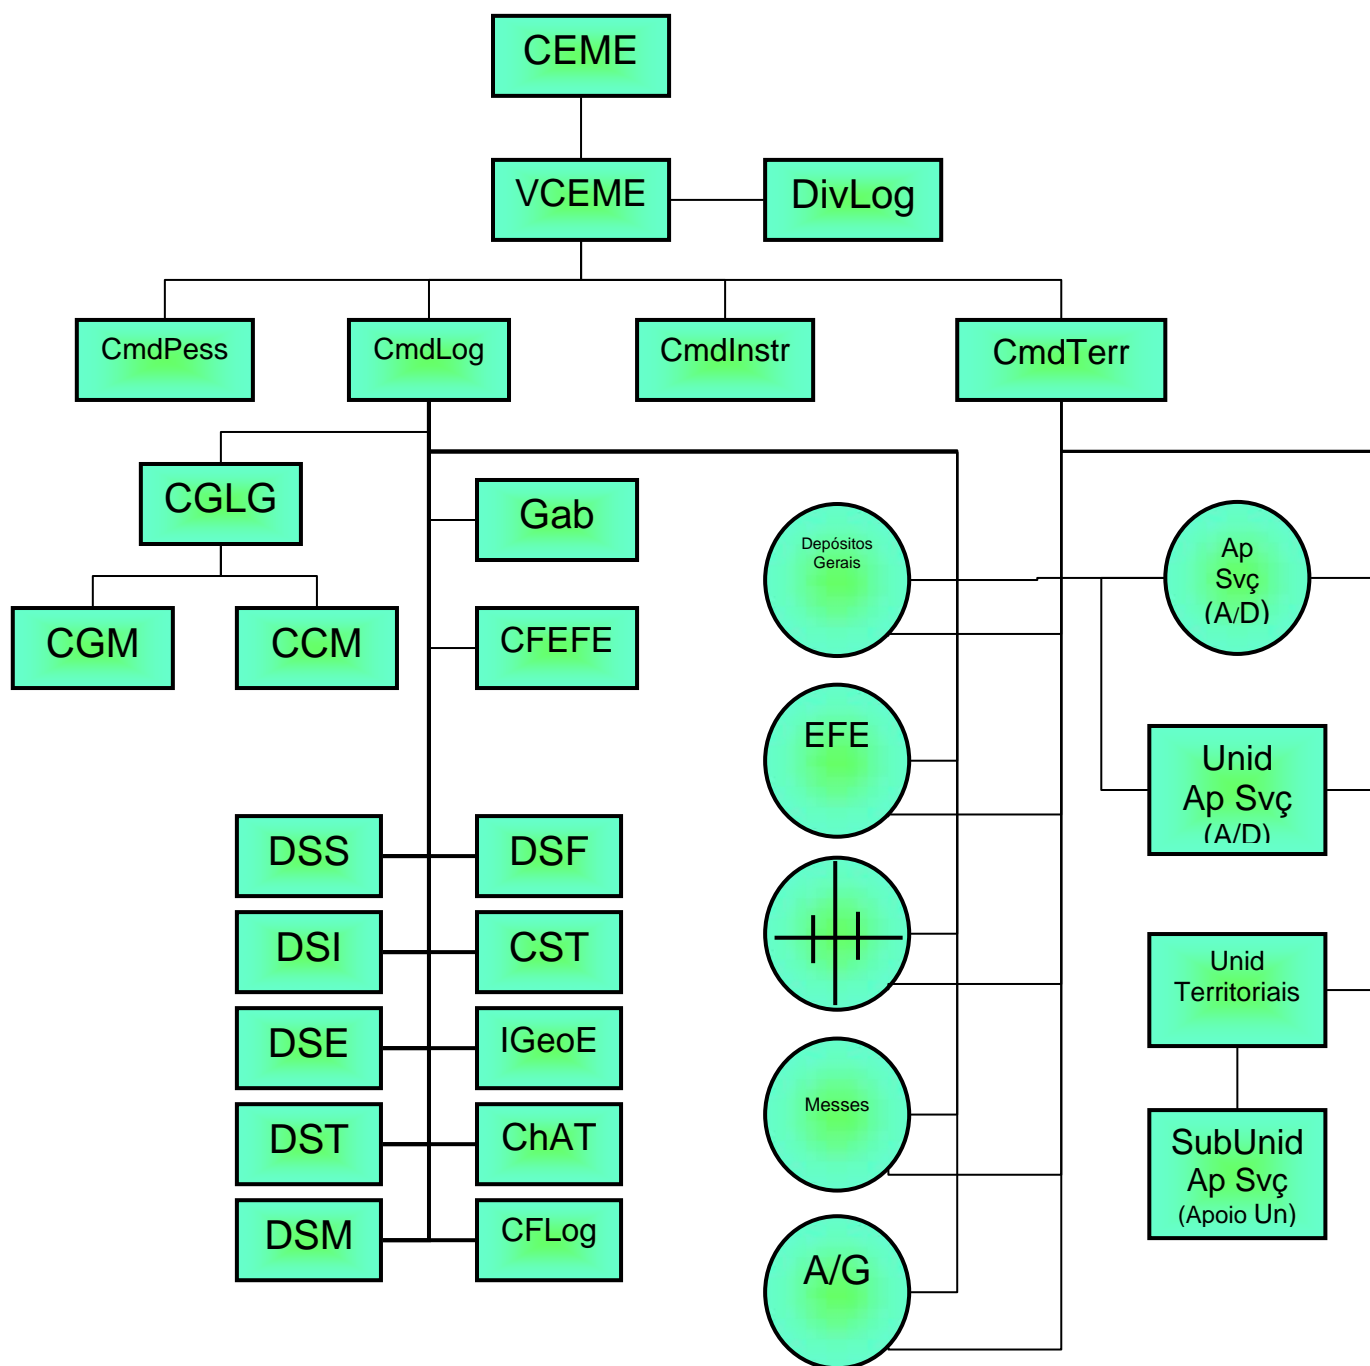 CEME
VCEME
DivLog
CmdPess
CmdLog
CmdInstr
CmdTerr
CGLG
Gab
CGM
CCM
CFEFE
Depósitos
Gerais
Ap
Svç
(A/D)
EFE
Unid
Ap Svç
(A/D)
DSS
DSF
DSI
CST
Unid
Territoriais
DSE
IGeoE
DST
ChAT
Messes
SubUnid
Ap Svç
(Apoio Un)
DSM
CFLog
A/G